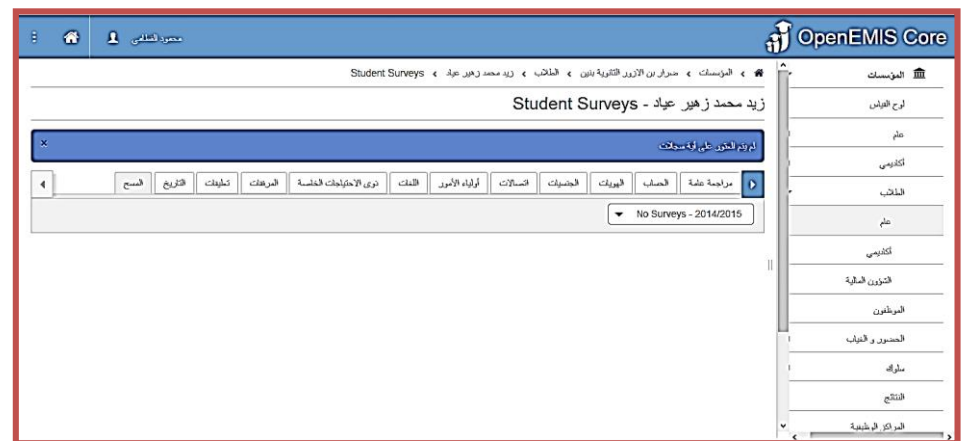 OpenEMIS Core
محمود الشلفي
المؤسسات
لوح القياس
عام
أكاديمي
الطلاب
عام
أكاديمي
الشؤون المالية
الموظفون
الحضور و الغياب
سلوك
النتائج
المراكز الوظيفية
المؤسسات › ضرار بن الازور الثانوية بنين › الطلاب › زيد محمد زهير عياد › Student Surveys
زيد محمد زهير عياد - Student Surveys
لم يتم العثور على أية سجلات
مراجعة عامة الحساب الهويات الجنسيات اتصالات أولياء الأمور اللغات ذوى الاحتياجات الخاصة المرفقات تعليقات التاريخ المسح
No Surveys - 2014/2015